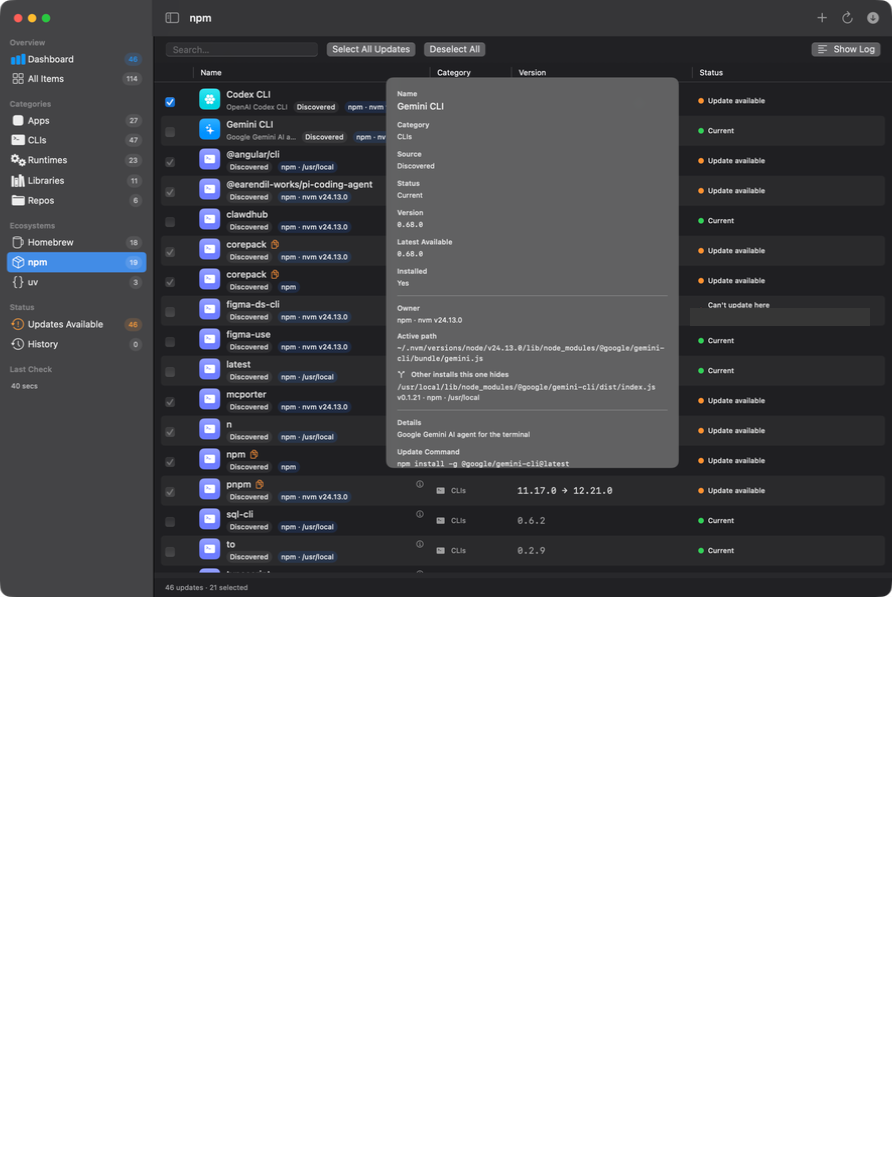 npm
Overview
Dashboard 46
All Items 114
Categories
Apps 27
CLIs 47
Runtimes 23
Libraries 11
Repos 6
Ecosystems
Homebrew 18
npm 19
uv 3
Status
Updates Available 46
History 0
Last Check
40 secs
Search...
Select All Updates
Deselect All
Show Log
Name Category Version Status
Codex CLI
OpenAI Codex CLI Discovered npm · nvm
Update available
Gemini CLI
Google Gemini AI a... Discovered npm · nv
Current
@angular/cli
Discovered npm · /usr/local
Update available
@earendil-works/pi-coding-agent
Discovered npm · nvm v24.13.0
Update available
clawdhub
Discovered npm · nvm v24.13.0
Current
corepack
Discovered npm · nvm v24.13.0
Update available
corepack
Discovered npm
Update available
figma-ds-cli
Discovered npm · nvm v24.13.0
Can't update here
figma-use
Discovered npm · nvm v24.13.0
Current
latest
Discovered npm · /usr/local
Current
mcporter
Discovered npm · nvm v24.13.0
Update available
n
Discovered npm · /usr/local
Update available
npm
Discovered npm
Update available
pnpm
Discovered npm · nvm v24.13.0
CLIs 11.17.0 → 12.21.0 Update available
sql-cli
Discovered npm · /usr/local
CLIs 0.6.2 Current
to
Discovered npm · /usr/local
CLIs 0.2.9 Current
Name
Gemini CLI
Category
CLIs
Source
Discovered
Status
Current
Version
0.68.0
Latest Available
0.68.0
Installed
Yes
Owner
npm · nvm v24.13.0
Active path
~/.nvm/versions/node/v24.13.0/lib/node_modules/@google/gemini-
cli/bundle/gemini.js
Other installs this one hides
/usr/local/lib/node_modules/@google/gemini-cli/dist/index.js
v0.1.21 · npm · /usr/local
Details
Google Gemini AI agent for the terminal
Update Command
npm install -g @google/gemini-cli@latest
46 updates · 21 selected